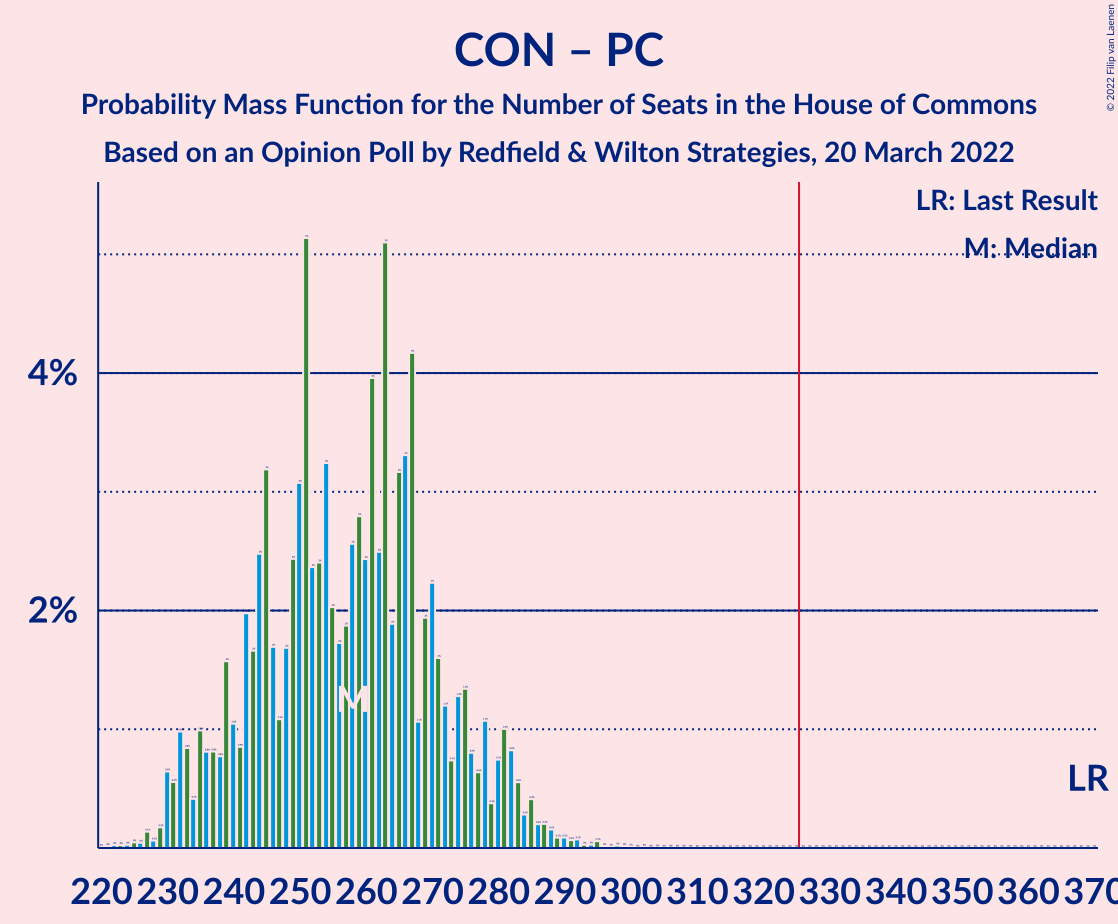 CON – PC
Probability Mass Function for the Number of Seats in the House of Commons
Based on an Opinion Poll by Redfield & Wilton Strategies, 20 March 2022
© 2022 Filip van Laenen
LR: Last Result
M: Median
4%
2%
M
LR
220 230 240 250 260 270 280 290 300 310 320 330 340 350 360 370